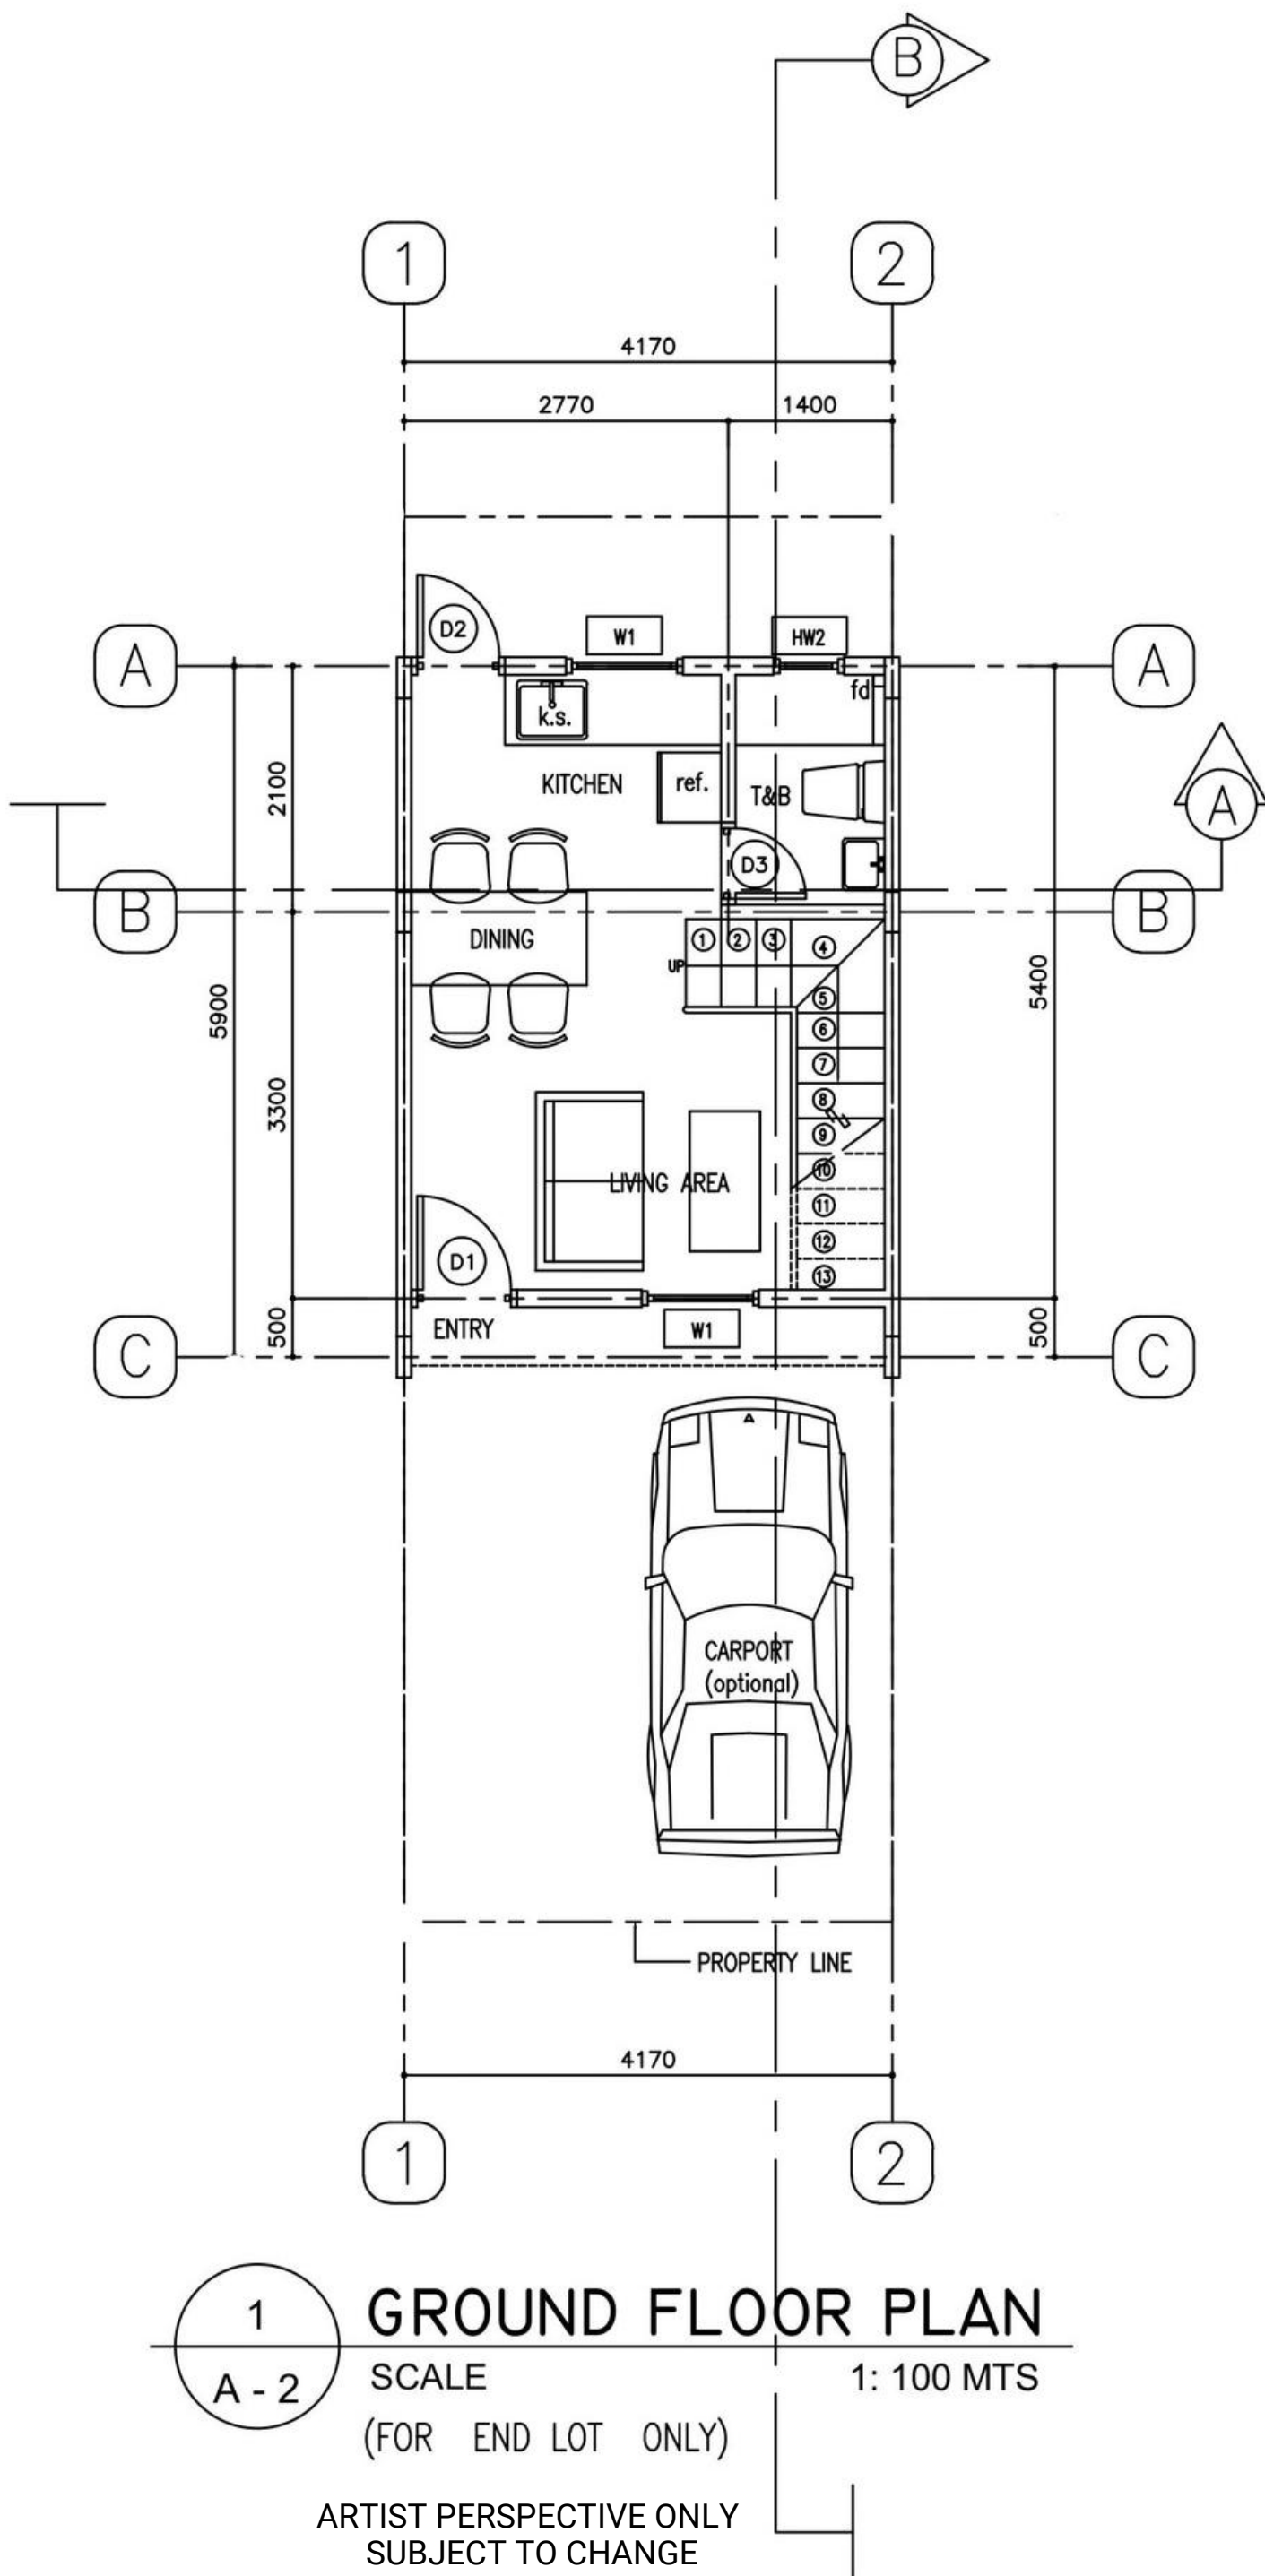 B
1 2
4170
2770 1400
D2 W1 HW2
A A
fd
k.s.
KITCHEN ref. T&B
2100
A
D3
B B
DINING
1 2 3 4
UP
5
5900 5400
6
7
3300
8
9
10
LIVING AREA
11
12
D1
13
500 500
ENTRY W1
C C
CARPORT
(optional)
PROPERTY LINE
4170
1 2
1
A - 2
GROUND FLOOR PLAN
SCALE 1: 100 MTS
(FOR END LOT ONLY)
ARTIST PERSPECTIVE ONLY
SUBJECT TO CHANGE